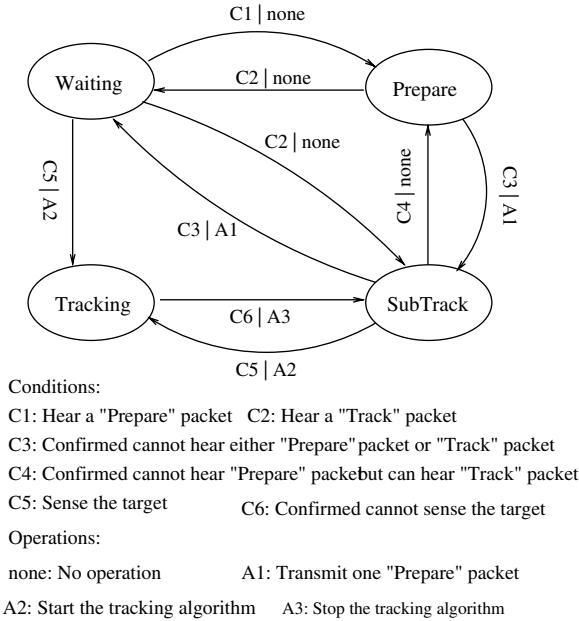 C1 | none
Waiting
C2 | none
Prepare
C2 | none
C5 | A2
C4 | none
C3 | A1
C3 | A1
Tracking
C6 | A3
SubTrack
C5 | A2
Conditions:
C1: Hear a "Prepare" packet C2: Hear a "Track" packet
C3: Confirmed cannot hear either "Prepare" packet or "Track" packet
C4: Confirmed cannot hear "Prepare" packet but can hear "Track" packet
C5: Sense the target C6: Confirmed cannot sense the target
Operations:
none: No operation A1: Transmit one "Prepare" packet
A2: Start the tracking algorithm A3: Stop the tracking algorithm